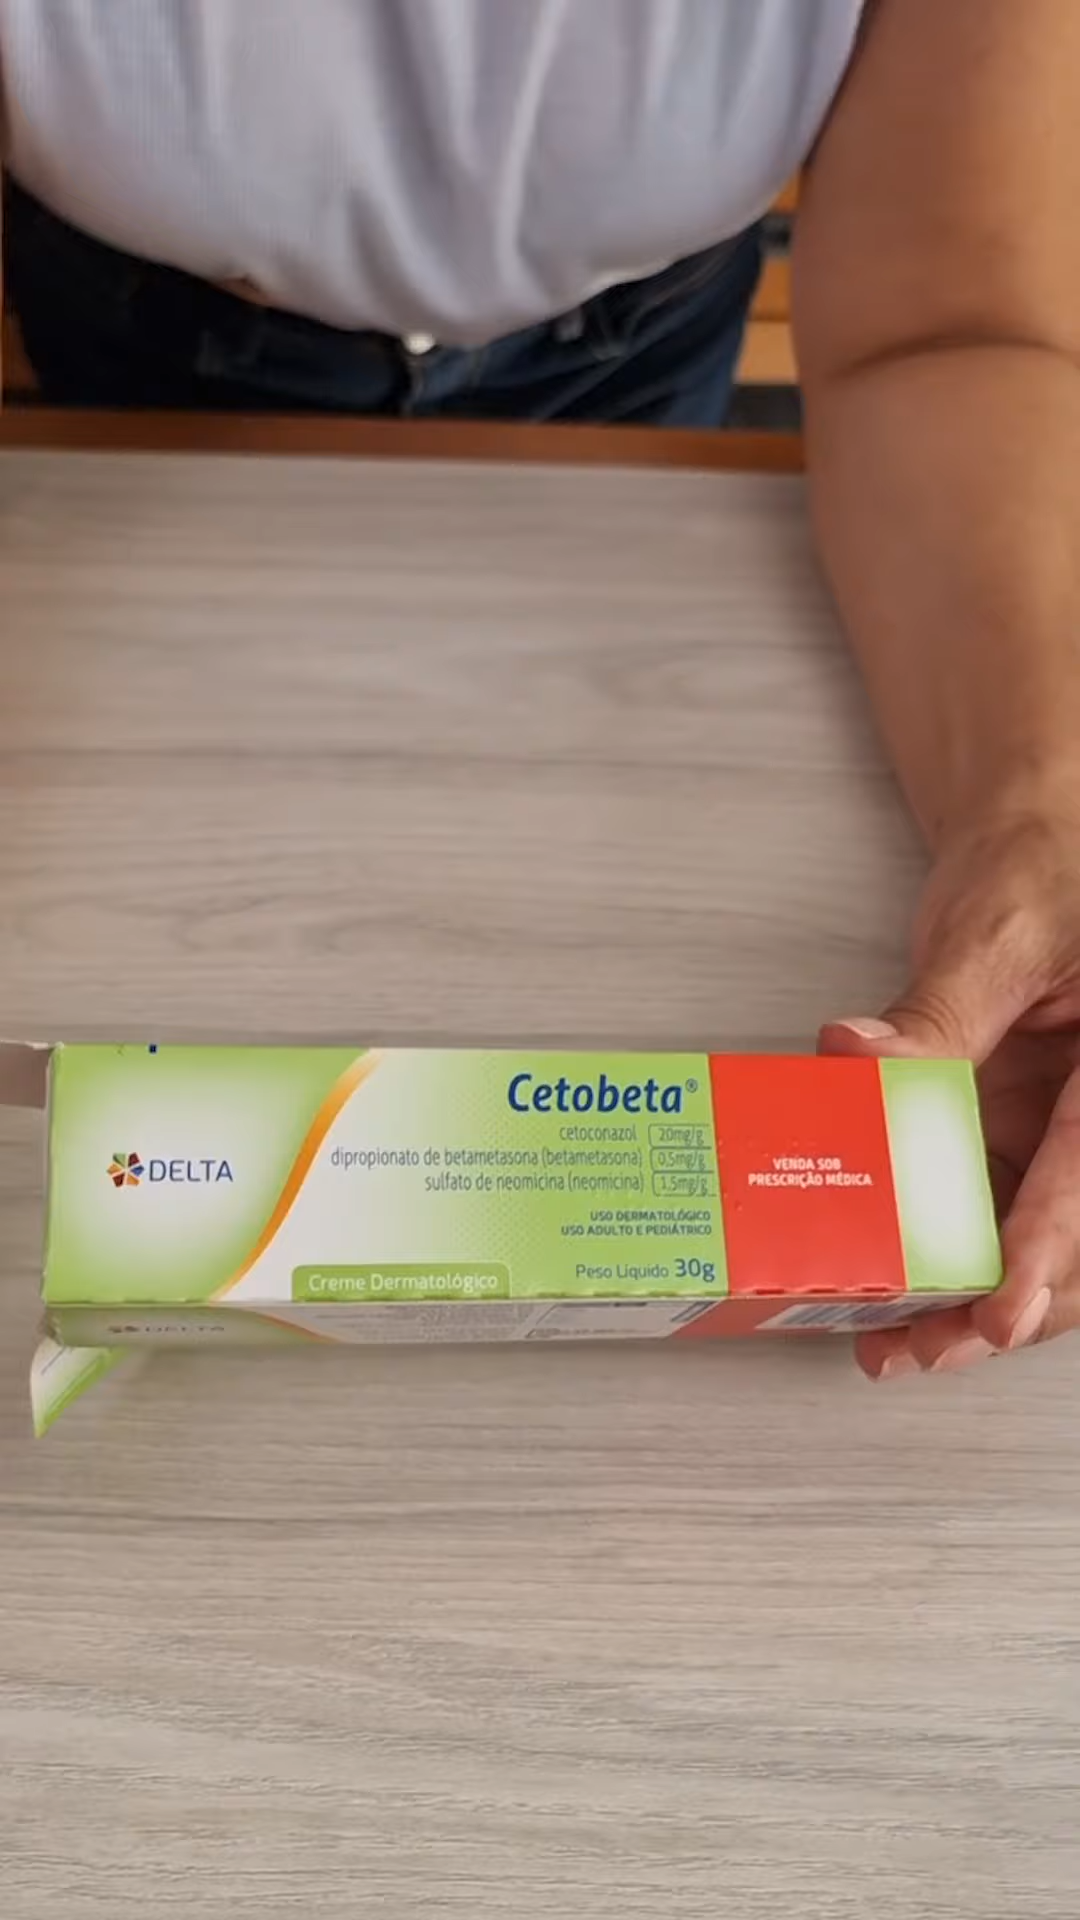 DELTA
Cetobeta®
cetoconazol 20mg/g
dipropionato de betametasona (betametasona) 0,5mg/g
sulfato de neomicina (neomicina) 1,5mg/g
USO DERMATOLÓGICO
USO ADULTO E PEDIÁTRICO
Peso Líquido 30g
Creme Dermatológico
VENDA SOB
PRESCRIÇÃO MÉDICA
DELTA